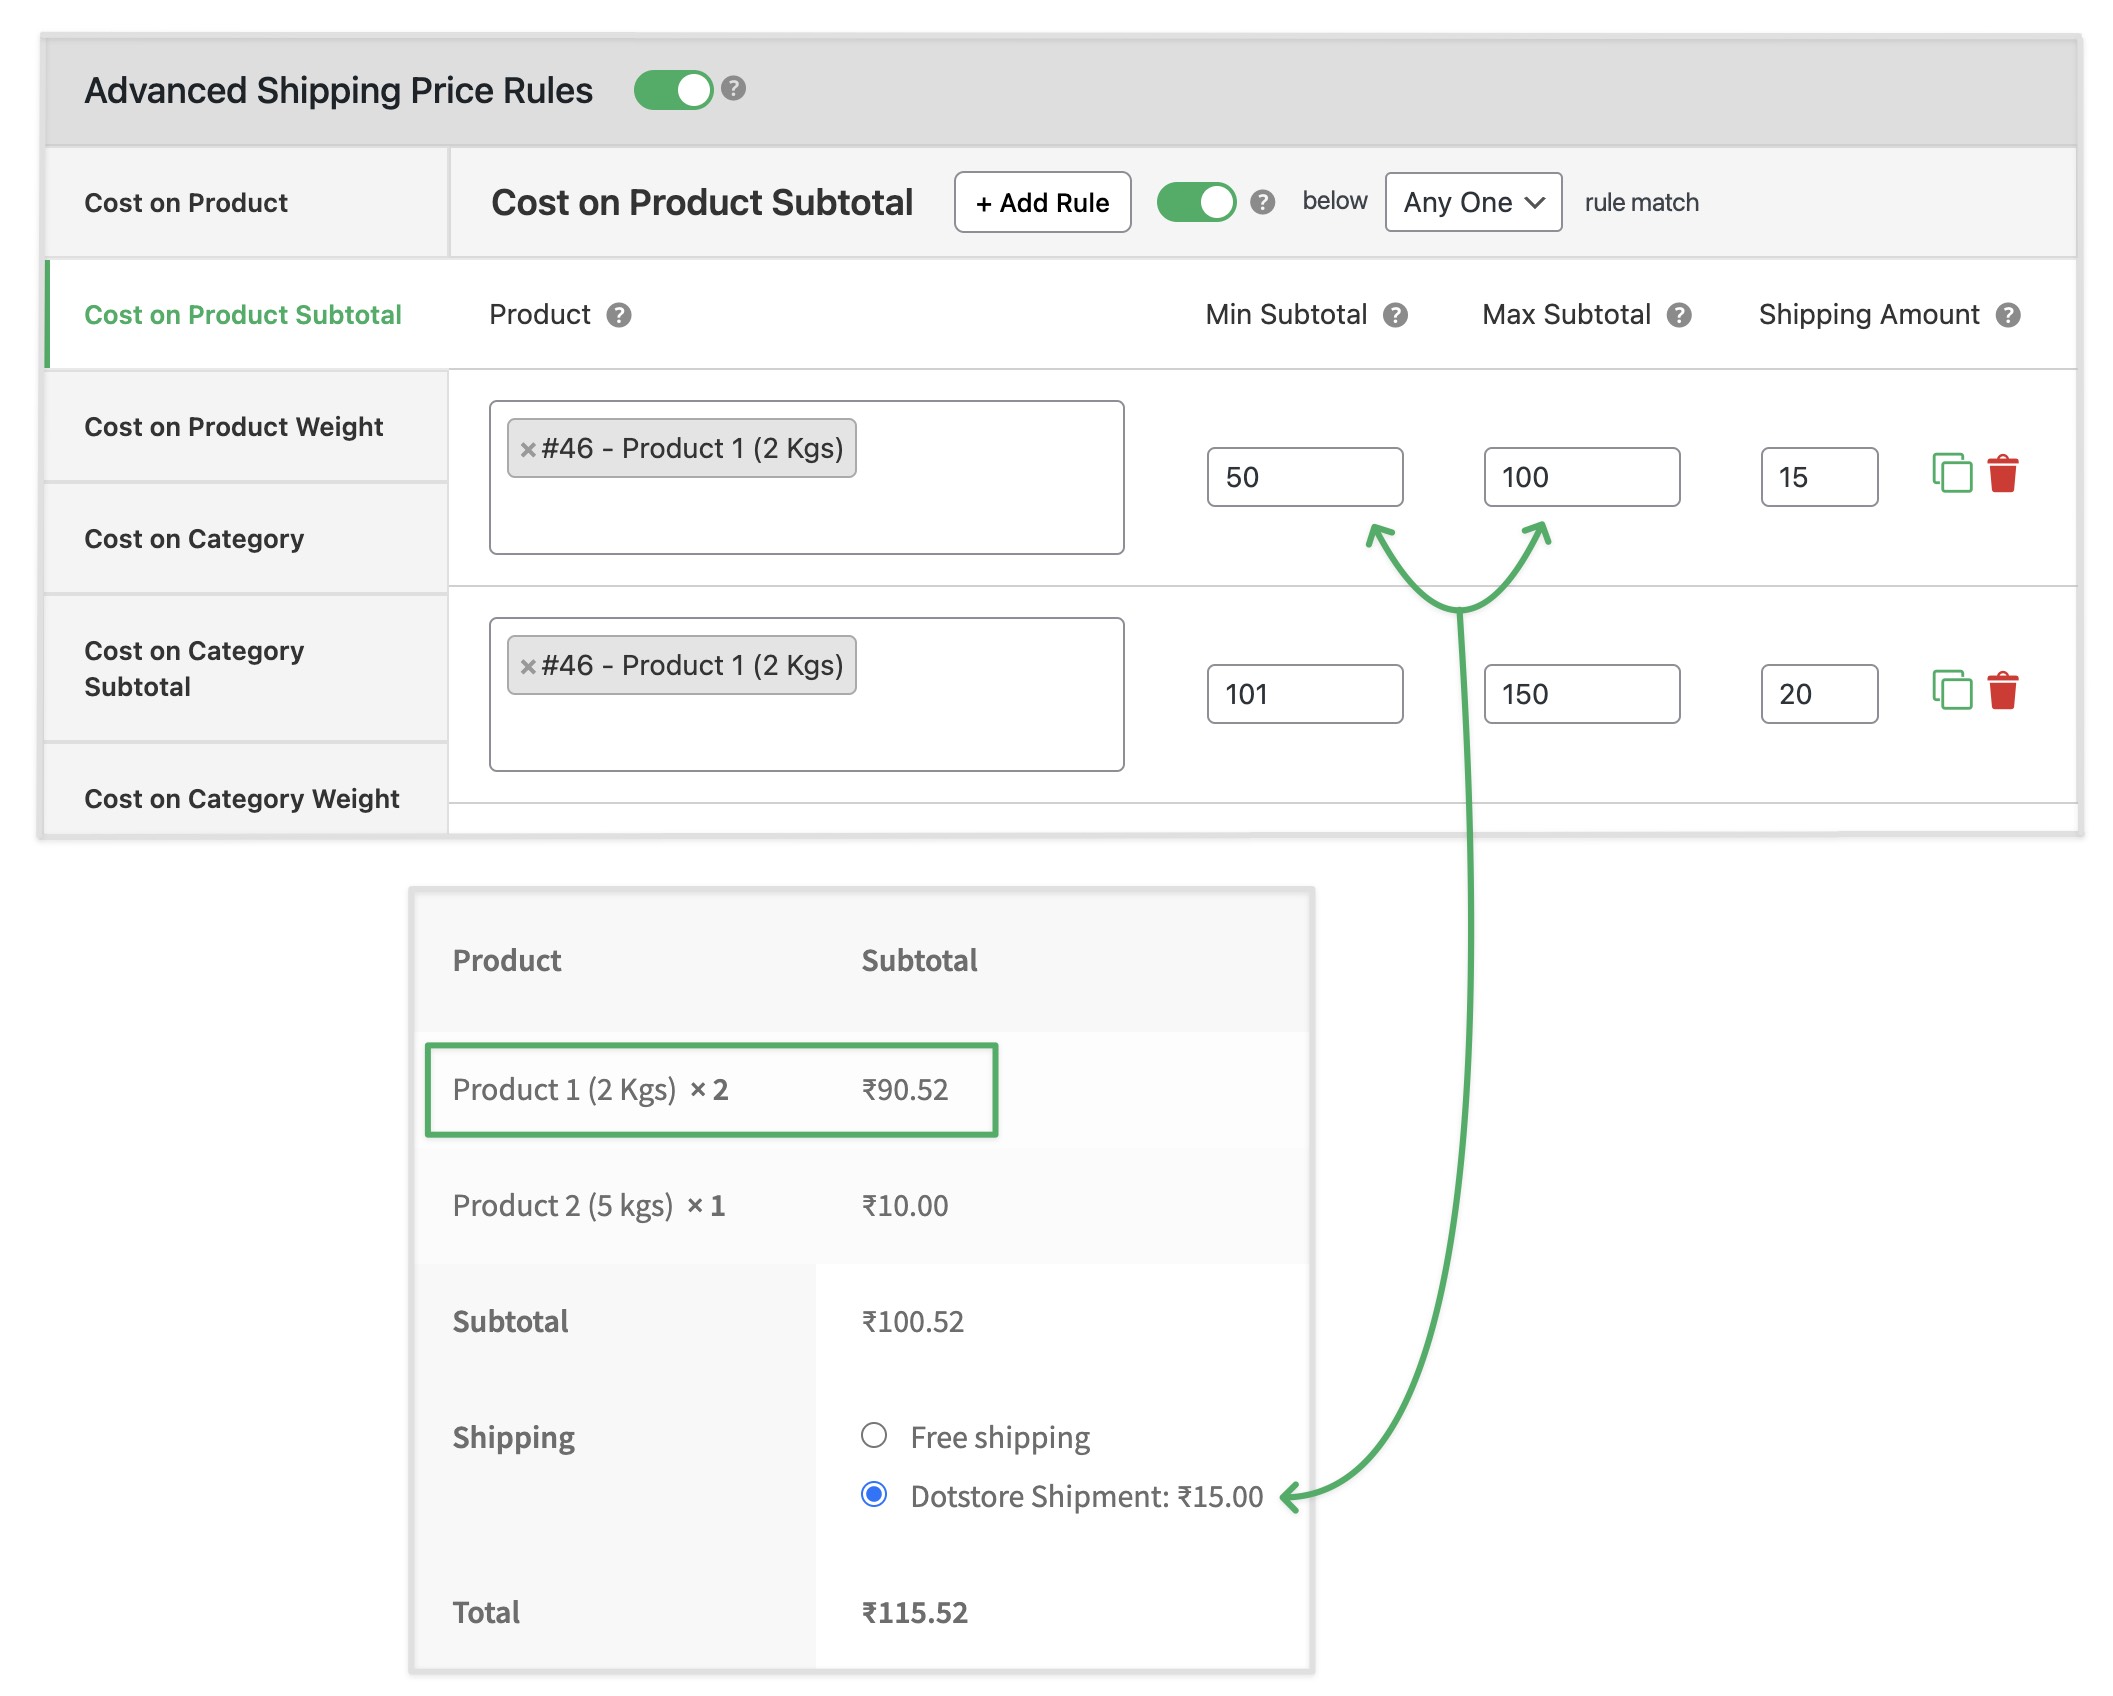 Advanced Shipping Price Rules ?
Cost on Product
Cost on Product Subtotal + Add Rule ? below Any One rule match
Cost on Product Subtotal
Product ? Min Subtotal ? Max Subtotal ? Shipping Amount ?
Cost on Product Weight
×#46 - Product 1 (2 Kgs)
50 100 15
Cost on Category
Cost on Category
Subtotal
×#46 - Product 1 (2 Kgs)
101 150 20
Cost on Category Weight
Product Subtotal
Product 1 (2 Kgs) × 2 ₹90.52
Product 2 (5 kgs) × 1 ₹10.00
Subtotal ₹100.52
Shipping Free shipping
Dotstore Shipment: ₹15.00
Total ₹115.52